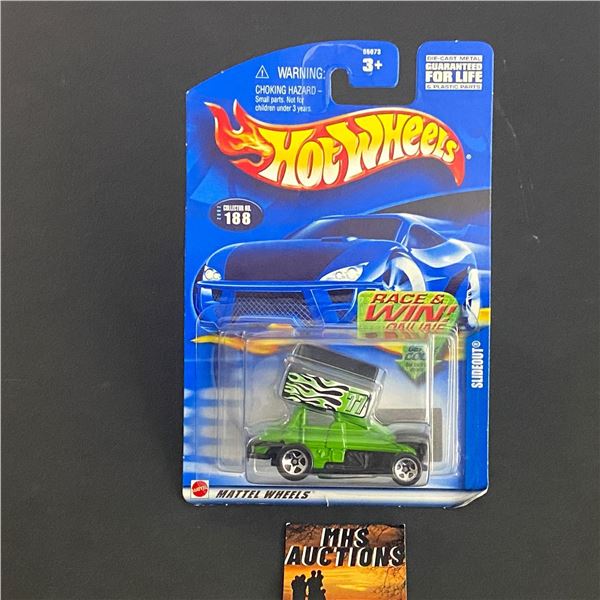 55073
3+
WARNING:
CHOKING HAZARD –
Small parts. Not for
children under 3 years.
DIE-CAST METAL
GUARANTEED
FOR LIFE
& PLASTIC PARTS
HOT WHEELS
2002
COLLECTOR NO.
188
RACE &
WIN!
ONLINE
SLIDEOUT®
77
MATTEL WHEELS
MHS
AUCTIONS